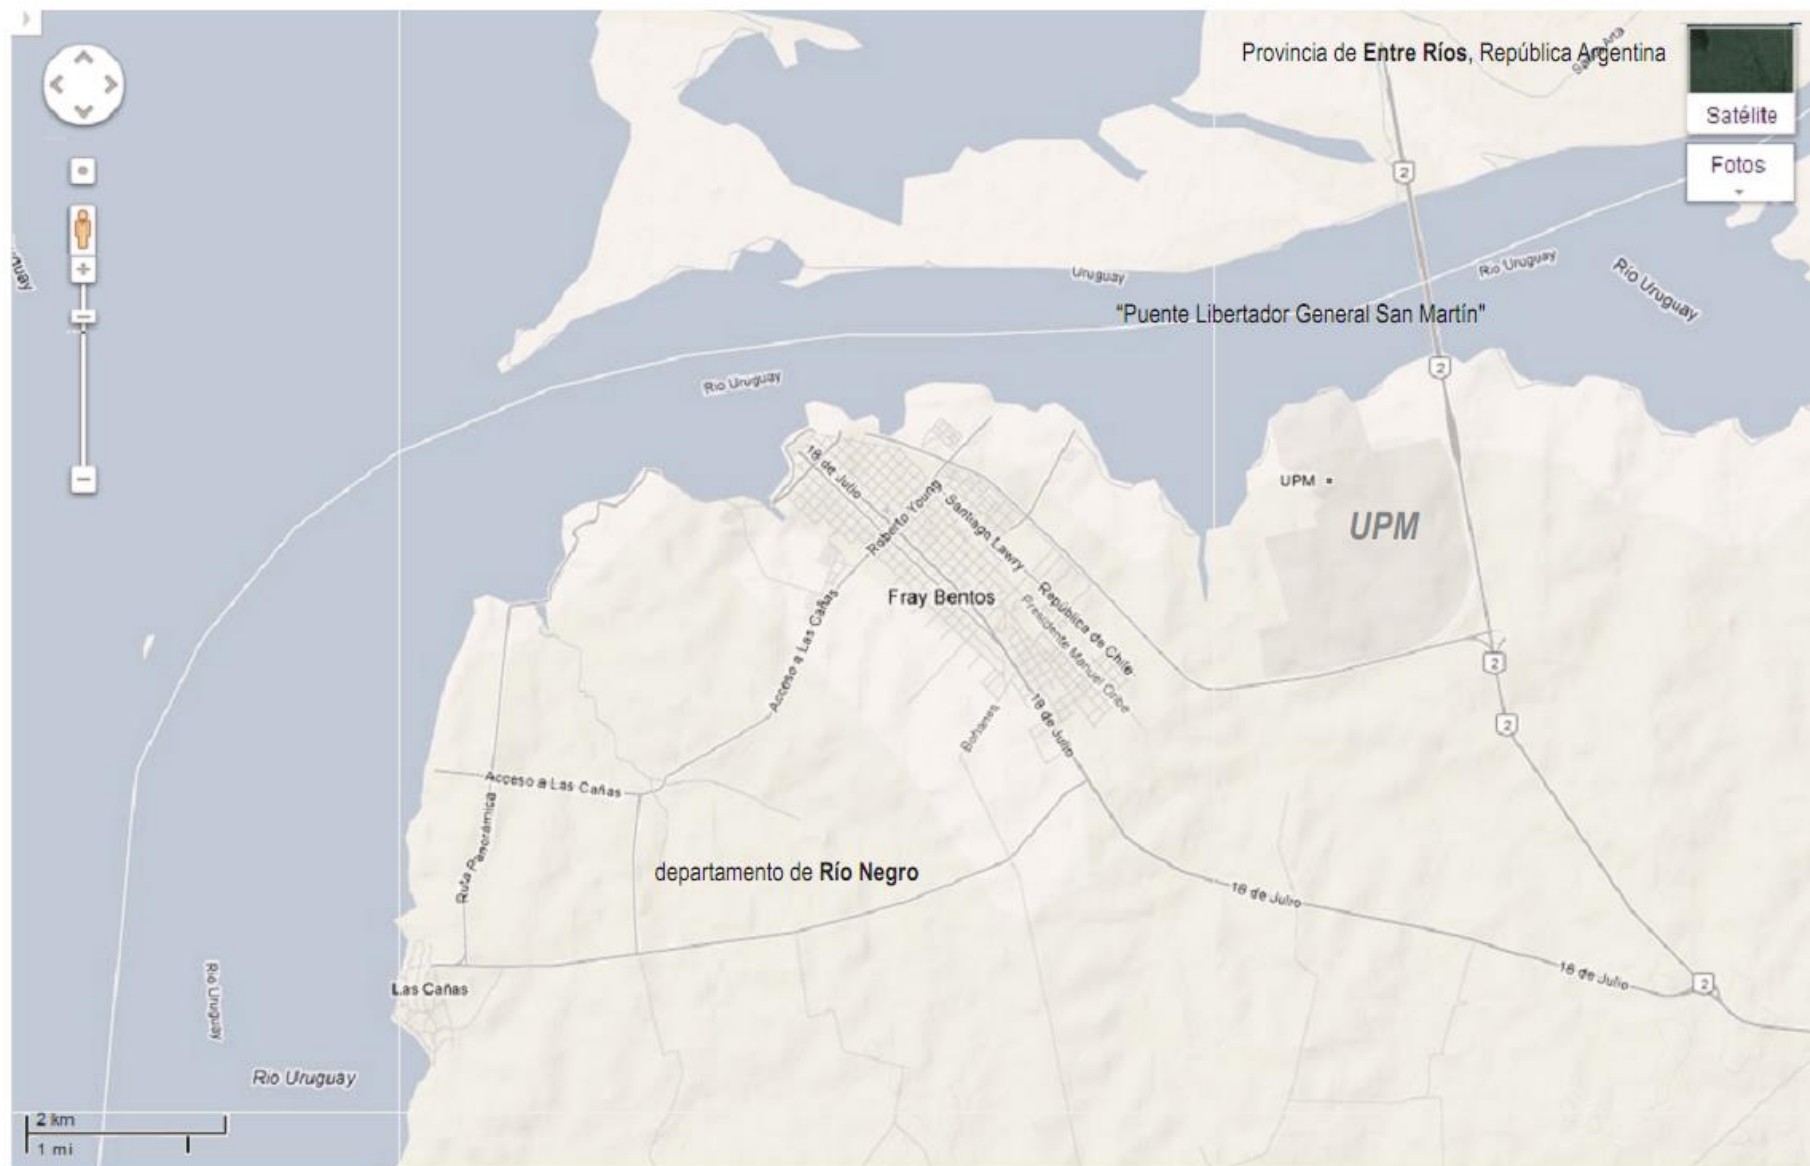 Provincia de Entre Ríos, República Argentina
Satélite
Fotos
2
Uruguay
Río Uruguay
Río Uruguay
"Puente Libertador General San Martín"
2
Río Uruguay
18 de Julio
Roberto Young
Santiago Lawry
UPM
UPM
Fray Bentos
República de Chile
Presidente Manuel Oribe
Acceso a Las Cañas
2
18 de Julio
2
Acceso a Las Cañas
Ruta Panorámica
departamento de Río Negro
18 de Julio
18 de Julio
2
Las Cañas
Río Uruguay
Río Uruguay
2 km
1 mi